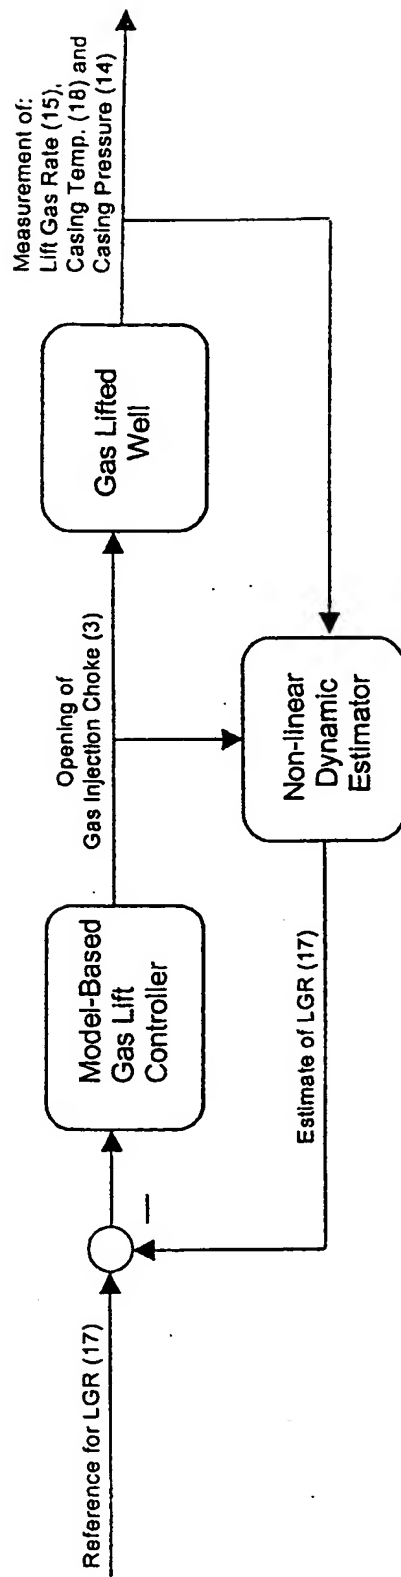 Reference for LGR (17)
Model-Based
Gas Lift
Controller
Opening of
Gas Injection Choke (3)
Gas Lifted
Well
Measurement of:
Lift Gas Rate (15),
Casing Temp. (18) and
Casing Pressure (14)
Non-linear
Dynamic
Estimator
Estimate of LGR (17)